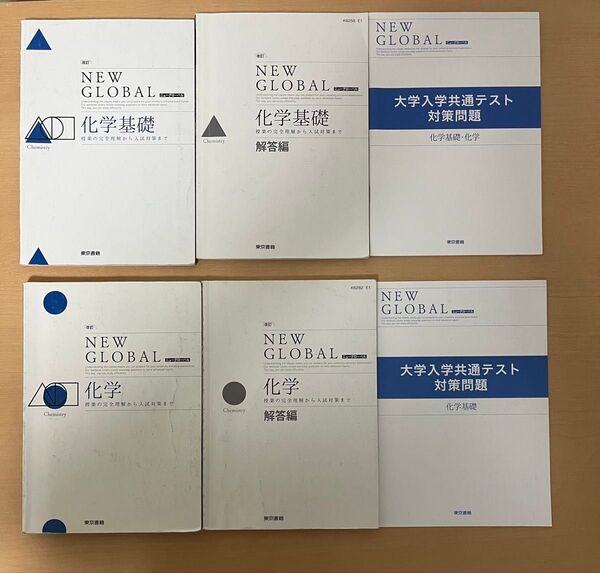 改訂
NEW
GLOBAL
ニューグローバル
化学基礎
授業の完全理解から入試対策まで
Chemistry
東京書籍
K6258 E1
改訂
NEW
GLOBAL
ニューグローバル
化学基礎
授業の完全理解から入試対策まで
Chemistry
解答編
東京書籍
NEW
GLOBAL
ニューグローバル
大学入学共通テスト
対策問題
化学基礎・化学
東京書籍
改訂
NEW
GLOBAL
ニューグローバル
化学
授業の完全理解から入試対策まで
Chemistry
東京書籍
K6262 E1
改訂
NEW
GLOBAL
ニューグローバル
化学
授業の完全理解から入試対策まで
Chemistry
解答編
東京書籍
NEW
GLOBAL
ニューグローバル
大学入学共通テスト
対策問題
化学基礎
東京書籍